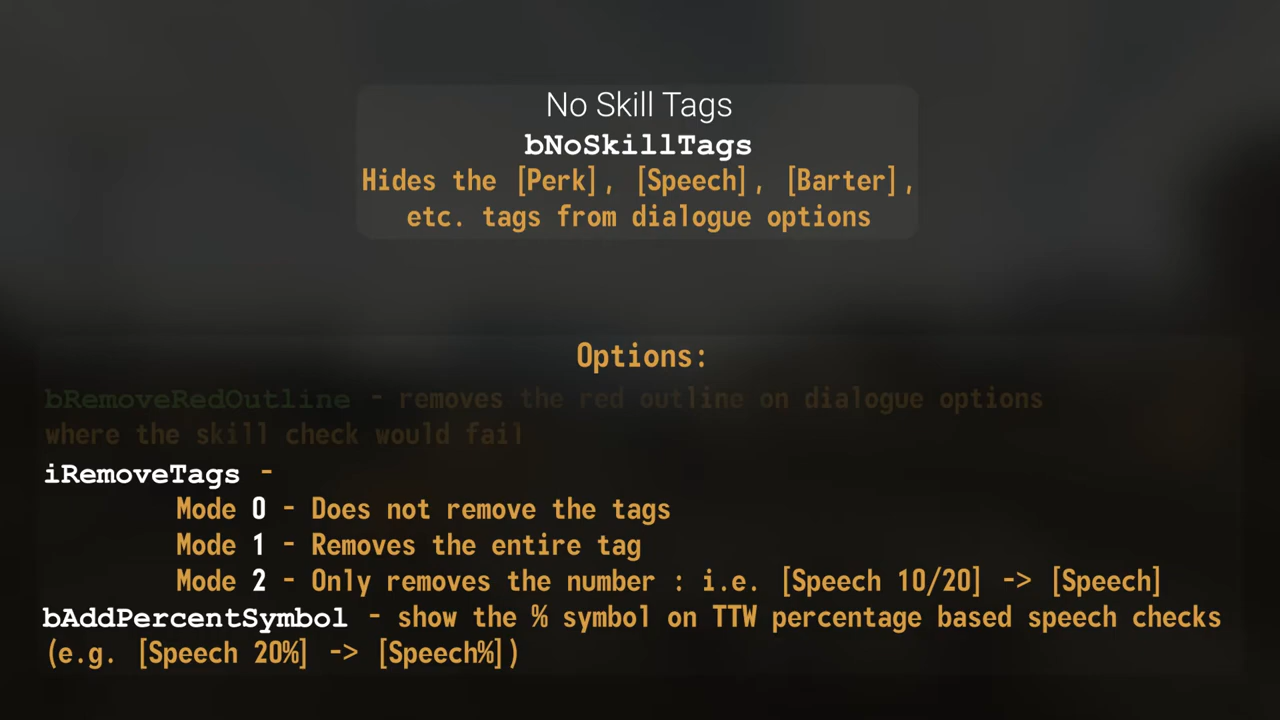 No Skill Tags
bNoSkillTags
Hides the [Perk], [Speech], [Barter],
etc. tags from dialogue options
Options:
bRemoveRedOutline - removes the red outline on dialogue options
where the skill check would fail
iRemoveTags -
Mode 0 - Does not remove the tags
Mode 1 - Removes the entire tag
Mode 2 - Only removes the number : i.e. [Speech 10/20] -> [Speech]
bAddPercentSymbol - show the % symbol on TTW percentage based speech checks
(e.g. [Speech 20%] -> [Speech%])